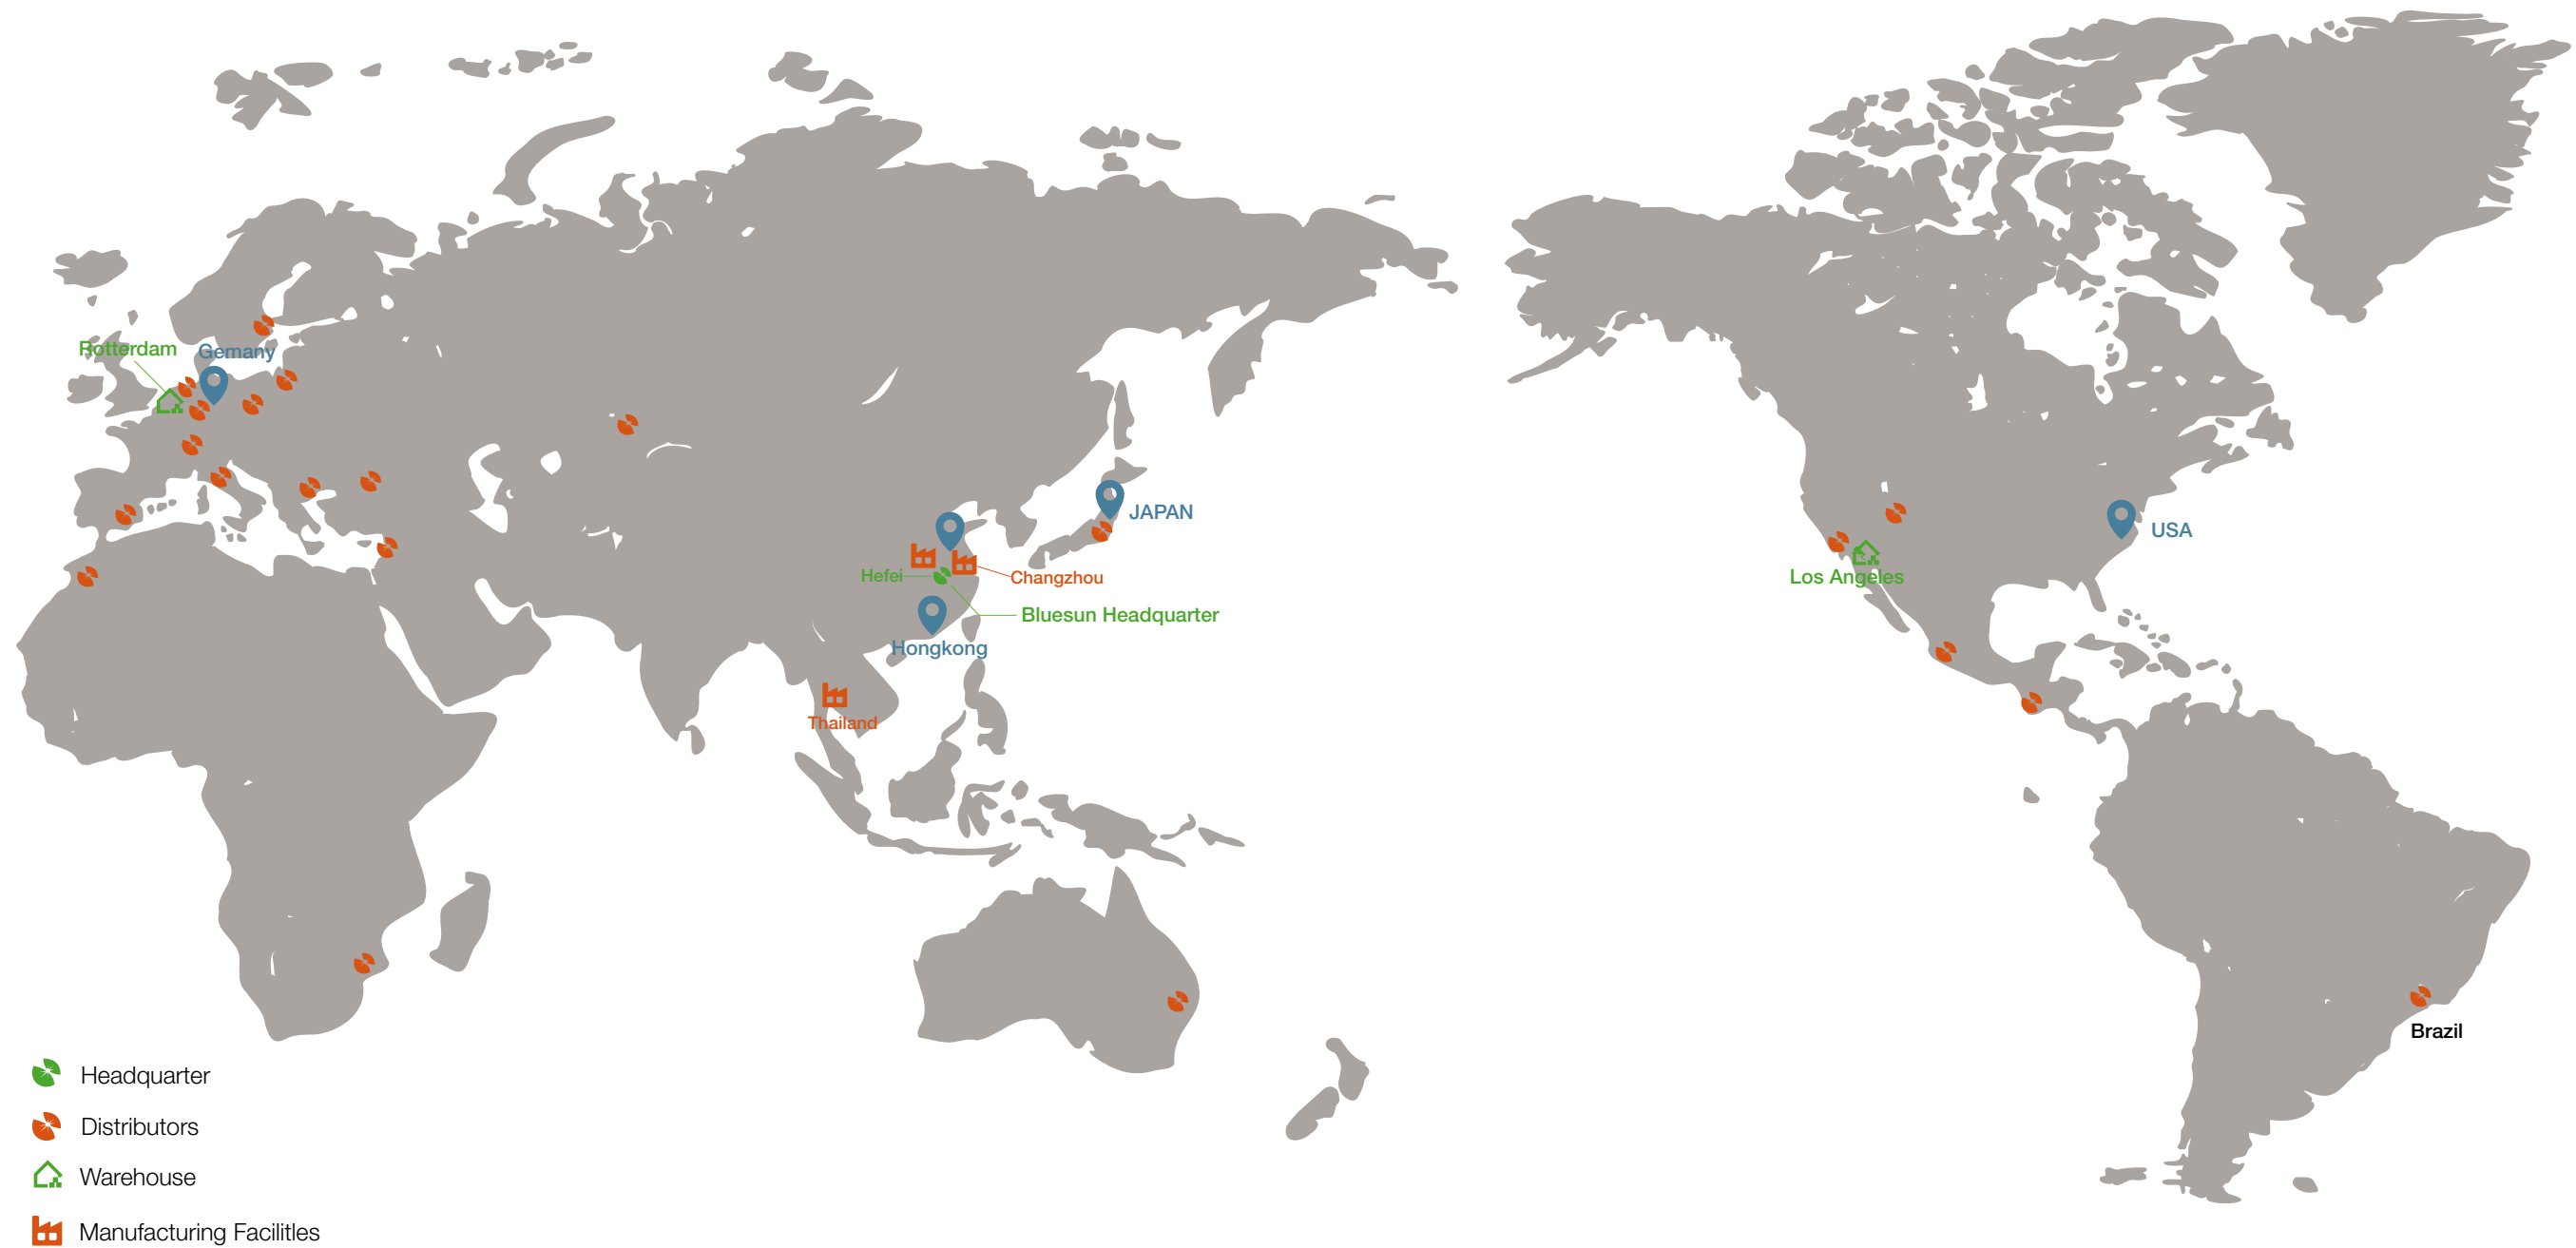 Rotterdam
Gemany
JAPAN
USA
Hefei
Changzhou
Los Angeles
Bluesun Headquarter
Hongkong
Thailand
Brazil
Headquarter
Distributors
Warehouse
Manufacturing Facilitles